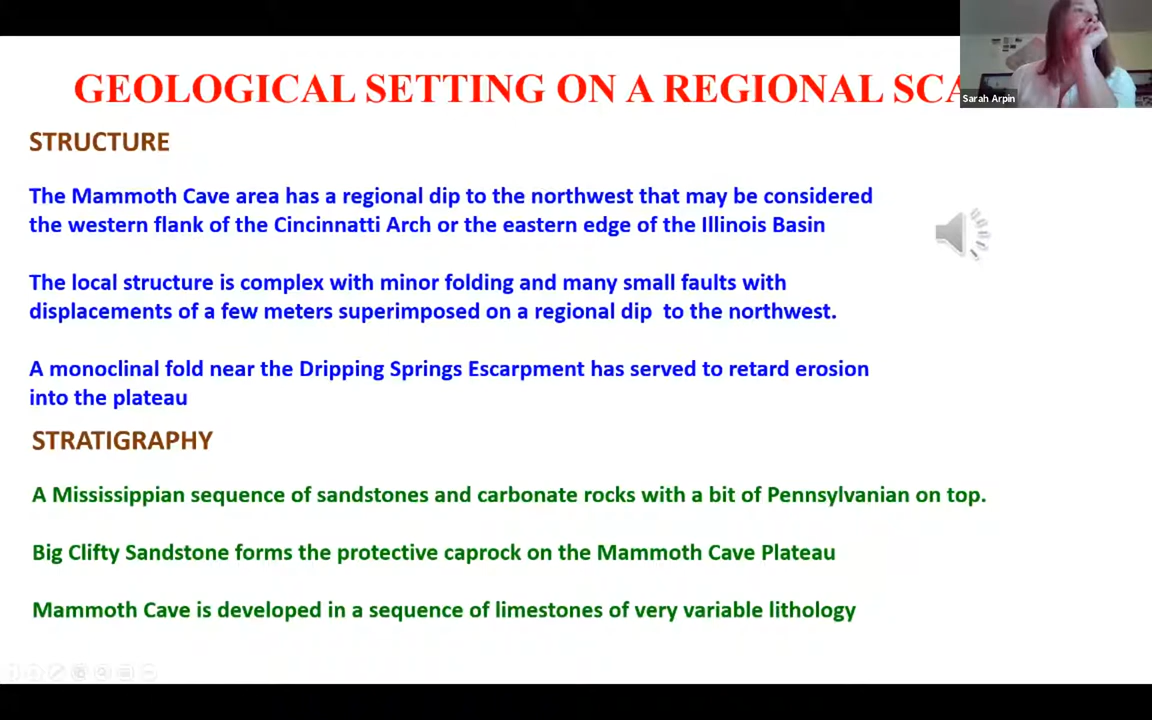 GEOLOGICAL SETTING ON A REGIONAL SCA
Sarah Arpin
STRUCTURE
The Mammoth Cave area has a regional dip to the northwest that may be considered
the western flank of the Cincinnatti Arch or the eastern edge of the Illinois Basin
The local structure is complex with minor folding and many small faults with
displacements of a few meters superimposed on a regional dip to the northwest.
A monoclinal fold near the Dripping Springs Escarpment has served to retard erosion
into the plateau
STRATIGRAPHY
A Mississippian sequence of sandstones and carbonate rocks with a bit of Pennsylvanian on top.
Big Clifty Sandstone forms the protective caprock on the Mammoth Cave Plateau
Mammoth Cave is developed in a sequence of limestones of very variable lithology